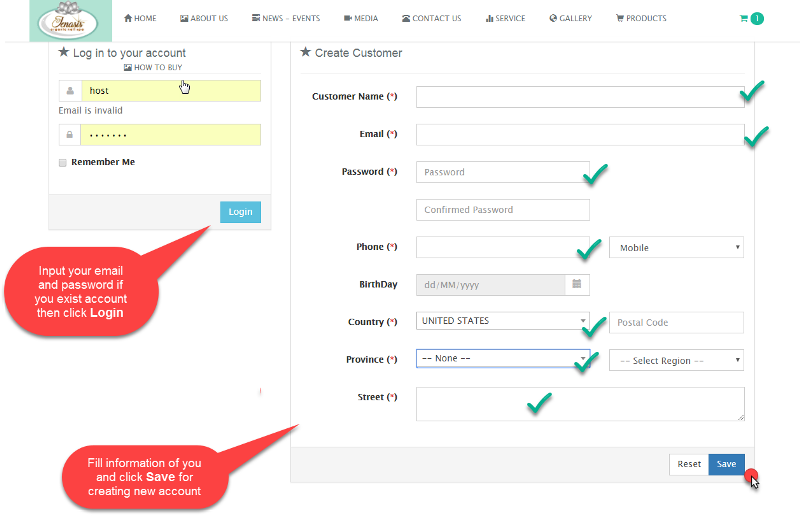 Jenasis
HOME
ABOUT US
NEWS - EVENTS
MEDIA
CONTACT US
SERVICE
GALLERY
PRODUCTS
1
Log in to your account
HOW TO BUY
host
Email is invalid
Remember Me
Login
Input your email
and password if
you exist account
then click Login
Create Customer
Customer Name (*)
Email (*)
Password (*)
Password
Confirmed Password
Phone (*)
Mobile
BirthDay
dd/MM/yyyy
Country (*)
UNITED STATES
Postal Code
Province (*)
-- None --
-- Select Region --
Street (*)
Fill information of you
and click Save for
creating new account
Reset
Save